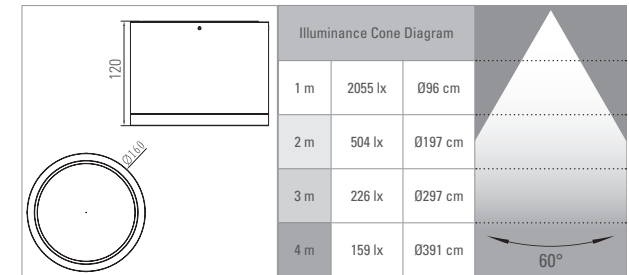 120
Ø160
Illuminance Cone Diagram
1 m 2055 lx Ø96 cm
2 m 504 lx Ø197 cm
3 m 226 lx Ø297 cm
4 m 159 lx Ø391 cm
60°